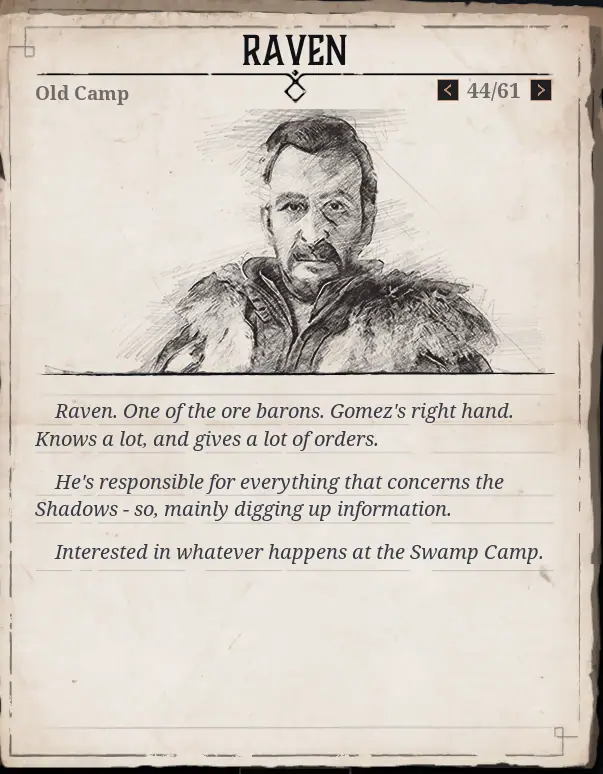 RAVEN
Old Camp
44/61
Raven. One of the ore barons. Gomez's right hand.
Knows a lot, and gives a lot of orders.
He's responsible for everything that concerns the
Shadows - so, mainly digging up information.
Interested in whatever happens at the Swamp Camp.